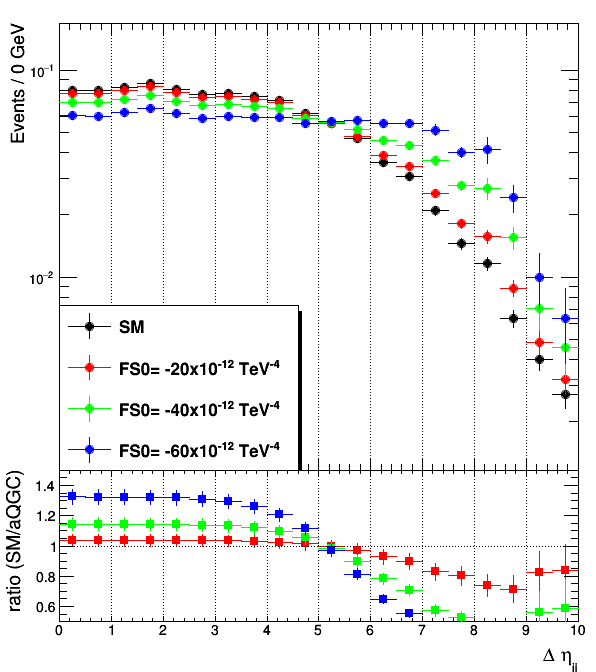 Events / 0 GeV
10⁻¹
10⁻²
SM
FS0= -20x10⁻¹² TeV⁻⁴
FS0= -40x10⁻¹² TeV⁻⁴
FS0= -60x10⁻¹² TeV⁻⁴
ratio (SM/aQGC)
1.4
1.2
1
0.8
0.6
0 1 2 3 4 5 6 7 8 9 10
Δ η_jj